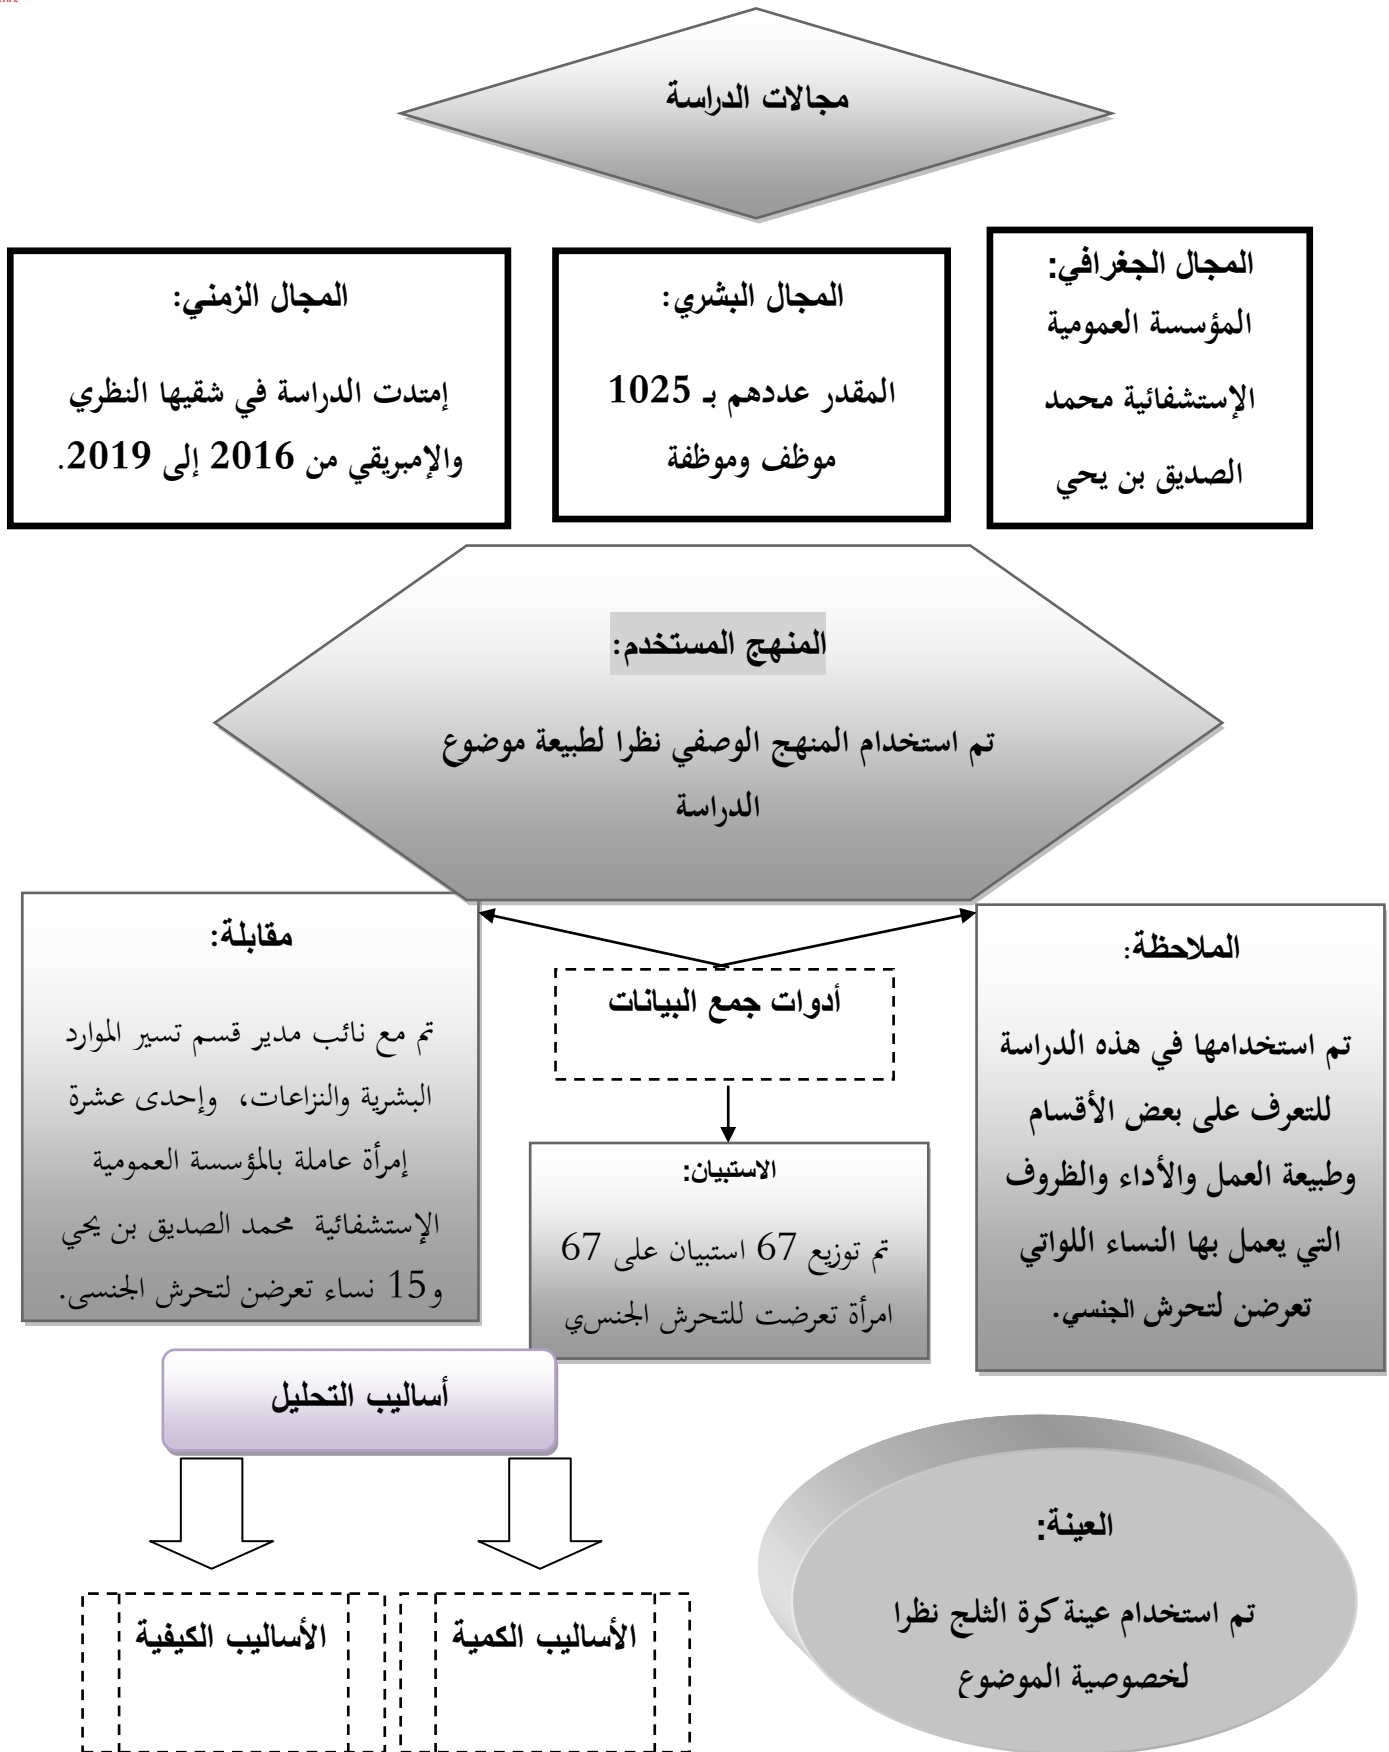 مجالات الدراسة
المجال الجغرافي:
المؤسسة العمومية
الإستشفائية محمد
الصديق بن يحي
المجال البشري:
المقدر عددهم بـ 1025
موظف وموظفة
المجال الزمني:
إمتدت الدراسة في شقيها النظري
والإمبريقي من 2016 إلى 2019.
المنهج المستخدم:
تم استخدام المنهج الوصفي نظرا لطبيعة موضوع
الدراسة
أدوات جمع البيانات
الملاحظة:
تم استخدامها في هذه الدراسة
للتعرف على بعض الأقسام
وطبيعة العمل والأداء والظروف
التي يعمل بها النساء اللواتي
تعرضن لتحرش الجنسي.
الاستبيان:
تم توزيع 67 استبيان على 67
امرأة تعرضت للتحرش الجنسي
مقابلة:
تم مع نائب مدير قسم تسير الموارد
البشرية والنزاعات، وإحدى عشرة
إمرأة عاملة بالمؤسسة العمومية
الإستشفائية محمد الصديق بن يحي
و15 نساء تعرضن لتحرش الجنسى.
أساليب التحليل
الأساليب الكمية
الأساليب الكيفية
العينة:
تم استخدام عينة كرة الثلج نظرا
لخصوصية الموضوع